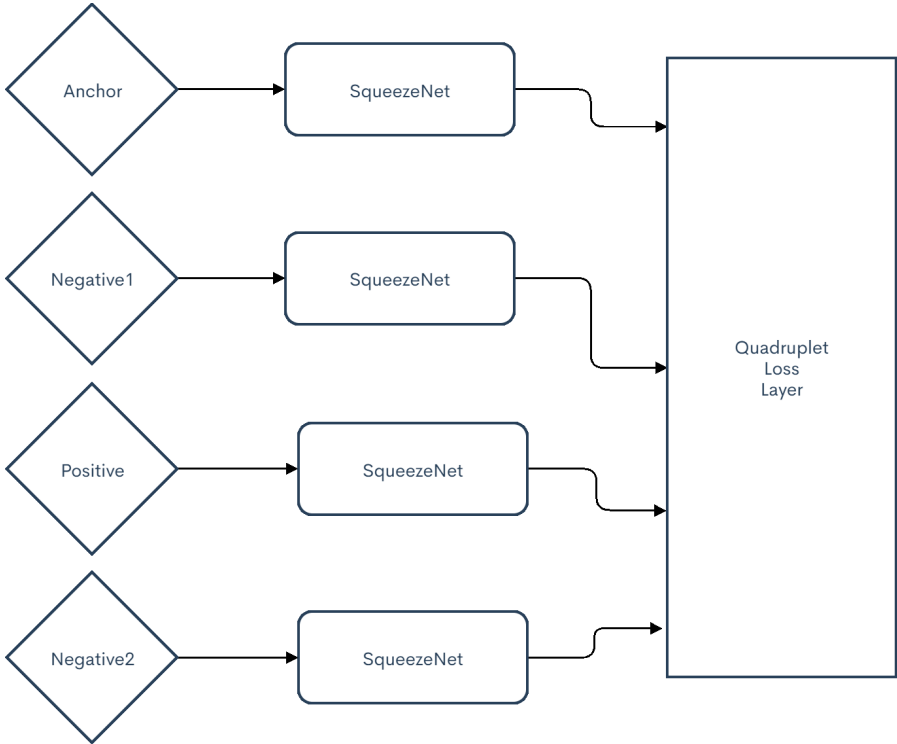 Anchor
SqueezeNet
Negative1
SqueezeNet
Quadruplet
Loss
Layer
Positive
SqueezeNet
Negative2
SqueezeNet